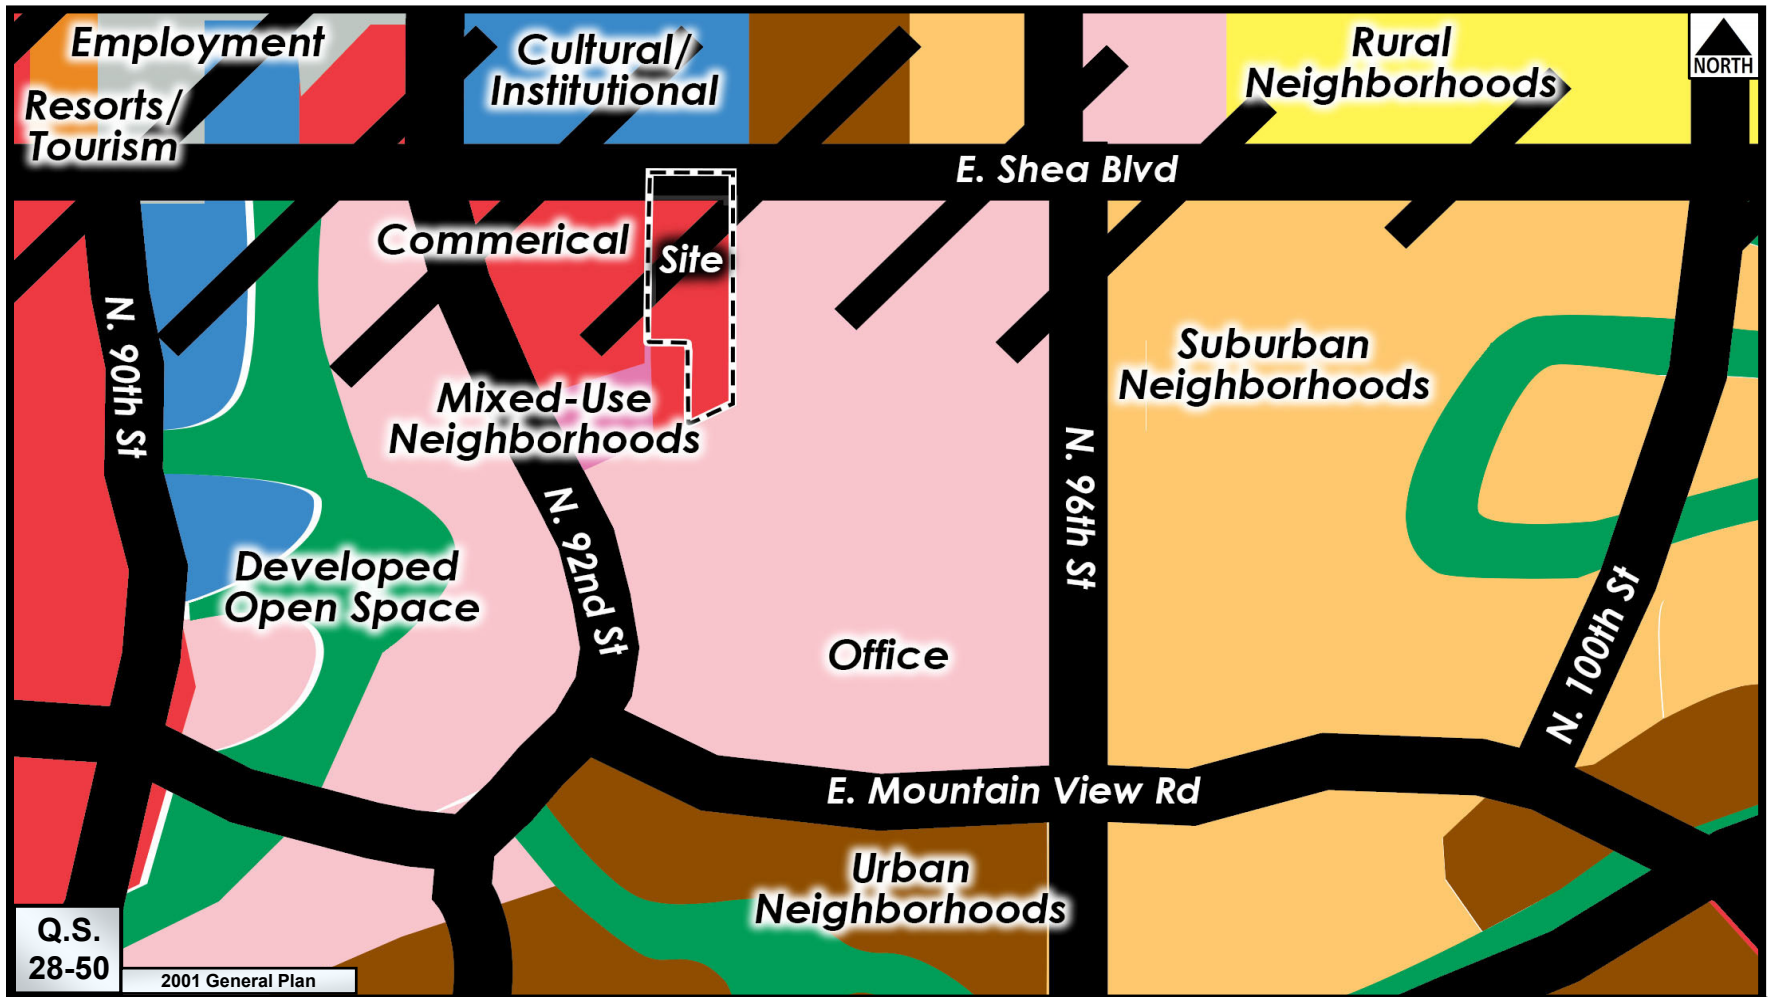 Employment
Cultural/
Institutional
Rural
Neighborhoods
NORTH
Resorts/
Tourism
E. Shea Blvd
Commerical
Site
N. 90th St
Suburban
Neighborhoods
Mixed-Use
Neighborhoods
N. 96th St
N. 92nd St
Developed
Open Space
Office
N. 100th St
E. Mountain View Rd
Urban
Neighborhoods
Q.S.
28-50
2001 General Plan